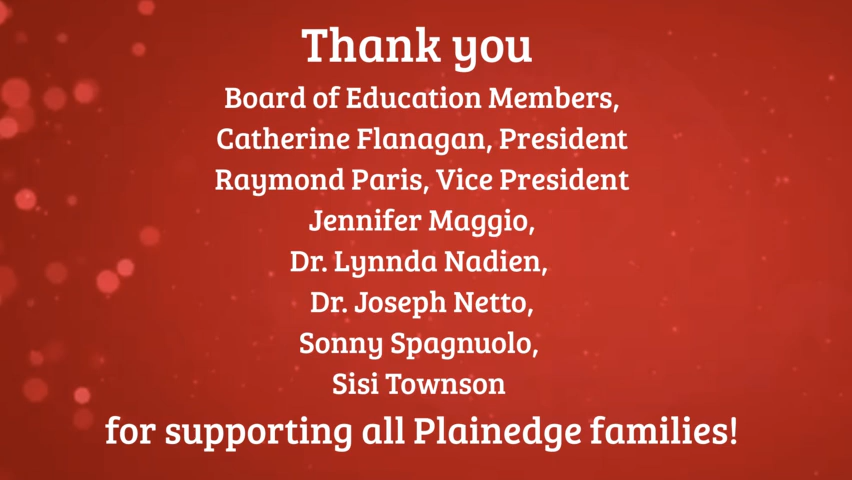 Thank you
Board of Education Members,
Catherine Flanagan, President
Raymond Paris, Vice President
Jennifer Maggio,
Dr. Lynnda Nadien,
Dr. Joseph Netto,
Sonny Spagnuolo,
Sisi Townson
for supporting all Plainedge families!